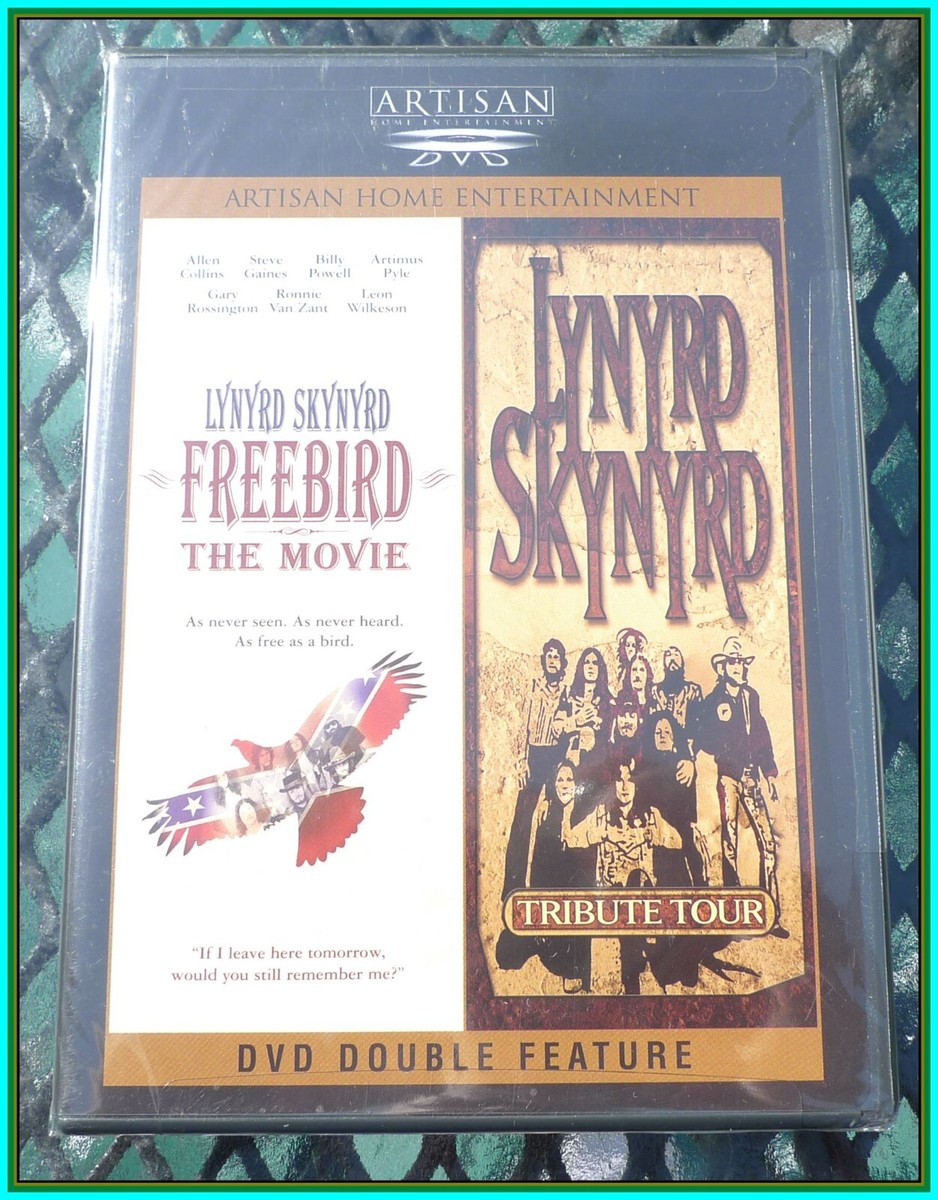 ARTISAN
HOME ENTERTAINMENT
DVD
ARTISAN HOME ENTERTAINMENT
Allen Steve Billy Artimus
Collins Gaines Powell Pyle
Gary Ronnie Leon
Rossington Van Zant Wilkeson
LYNYRD SKYNYRD
FREEBIRD
THE MOVIE
As never seen. As never heard.
As free as a bird.
"If I leave here tomorrow,
would you still remember me?"
LYNYRD
SKYNYRD
TRIBUTE TOUR
DVD DOUBLE FEATURE